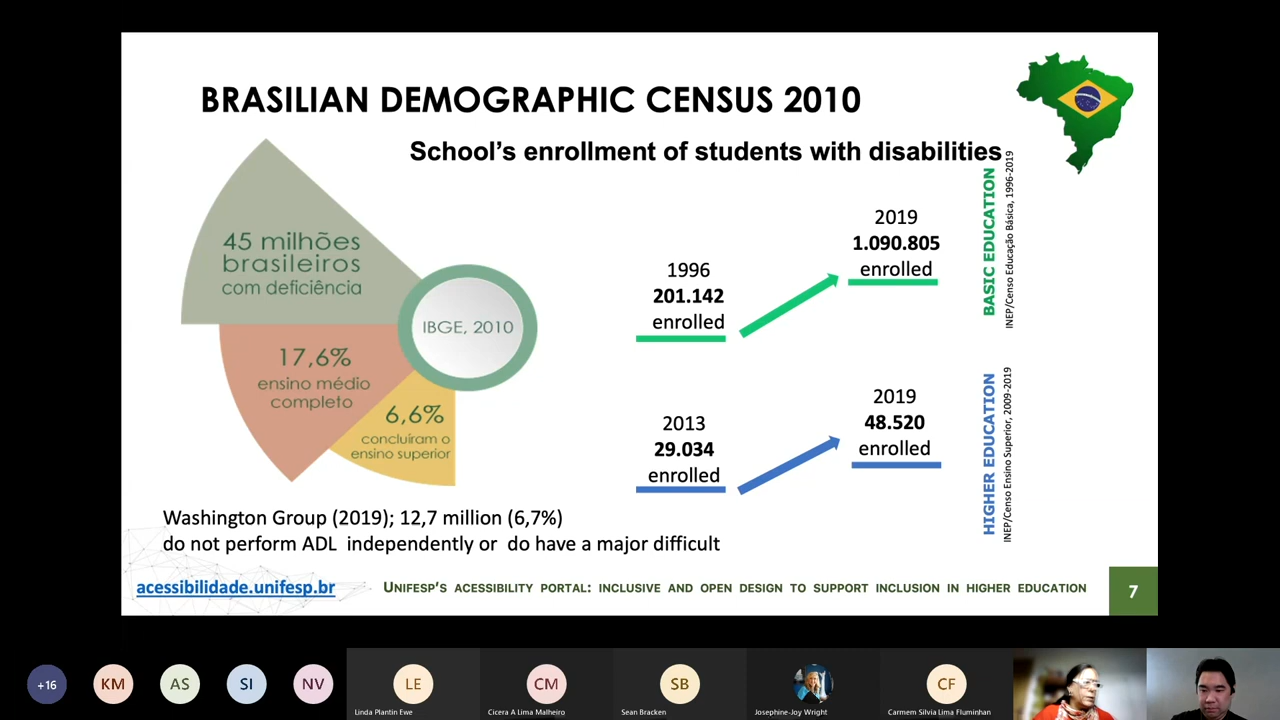 BRASILIAN DEMOGRAPHIC CENSUS 2010
School's enrollment of students with disabilities
45 milhões
brasileiros
com deficiência
17,6%
ensino médio
completo
6,6%
concluíram o
ensino superior
IBGE, 2010
1996
201.142
enrolled
2019
1.090.805
enrolled
BASIC EDUCATION
INEP/Censo Educação Básica, 1996-2019
2013
29.034
enrolled
2019
48.520
enrolled
HIGHER EDUCATION
INEP/Censo Ensino Superior, 2009-2019
Washington Group (2019); 12,7 million (6,7%)
do not perform ADL independently or do have a major difficult
acessibilidade.unifesp.br
Unifesp's acessibility portal: inclusive and open design to support inclusion in higher education
7
+16
KM
AS
SI
NV
LE
Linda Plantin Ewe
CM
Cicera A Lima Malheiro
SB
Sean Bracken
Josephine-Joy Wright
CF
Carmem Silvia Lima Fluminhan